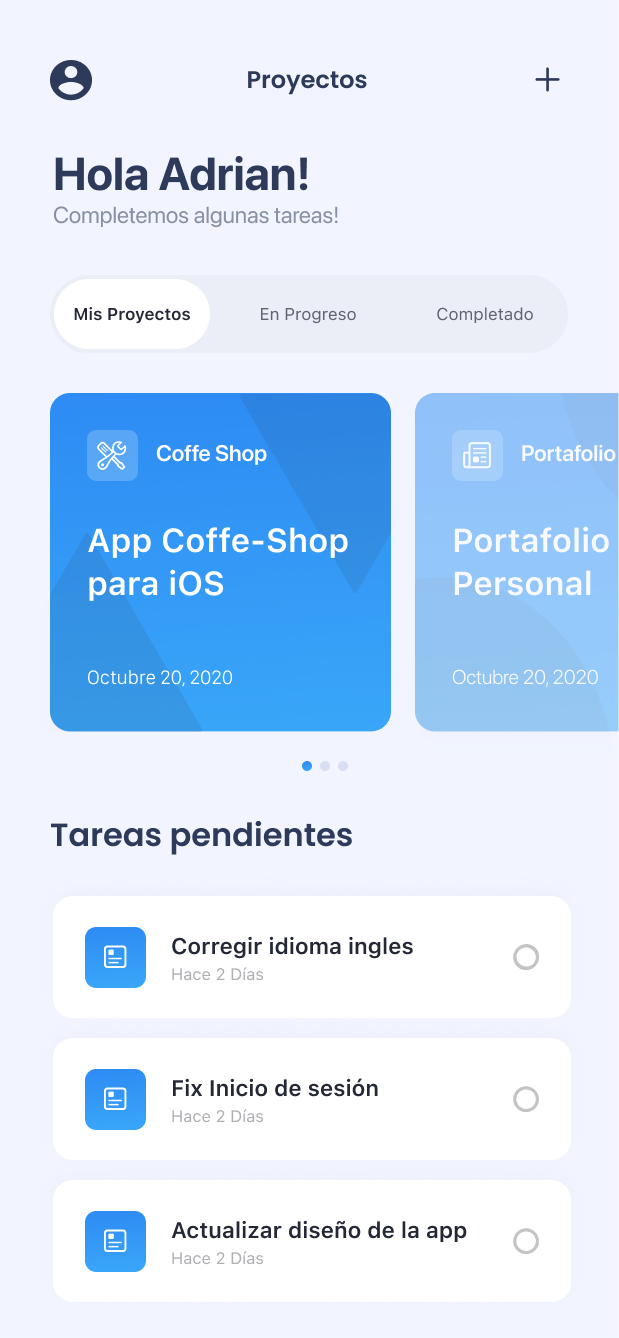 Proyectos
Hola Adrian!
Completemos algunas tareas!
Mis Proyectos
En Progreso
Completado
Coffe Shop
App Coffe-Shop
para iOS
Octubre 20, 2020
Portafolio
Portafolio
Personal
Octubre 20, 2020
Tareas pendientes
Corregir idioma ingles
Hace 2 Días
Fix Inicio de sesión
Hace 2 Días
Actualizar diseño de la app
Hace 2 Días